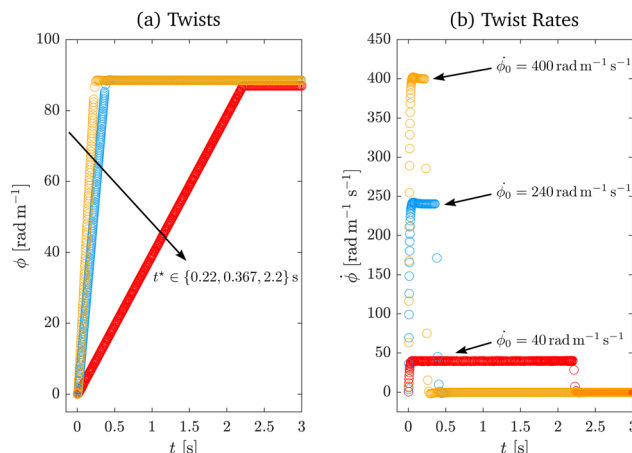 (a) Twists
(b) Twist Rates
100
80
60
40
20
0
ϕ [rad m⁻¹]
t⋆ ∈ {0.22, 0.367, 2.2} s
0 0.5 1 1.5 2 2.5 3
t [s]
450
400
350
300
250
200
150
100
50
0
ϕ̇ [rad m⁻¹ s⁻¹]
ϕ̇₀ = 400 rad m⁻¹ s⁻¹
ϕ̇₀ = 240 rad m⁻¹ s⁻¹
ϕ̇₀ = 40 rad m⁻¹ s⁻¹
0 0.5 1 1.5 2 2.5 3
t [s]